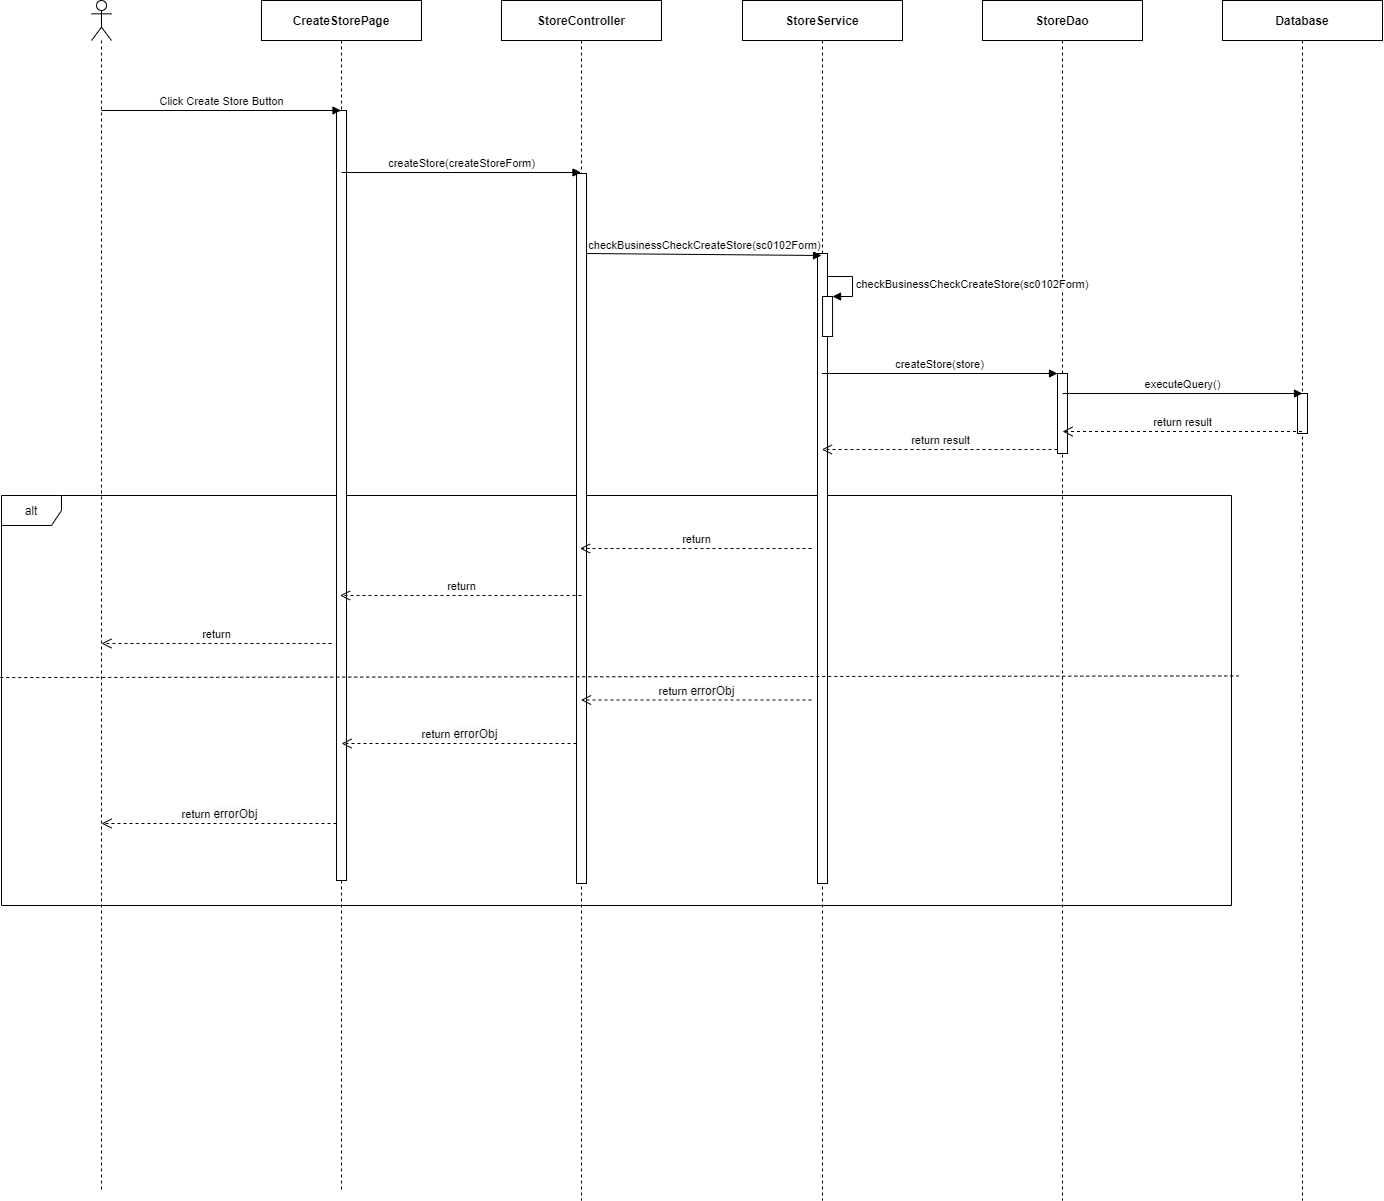 CreateStorePage
StoreController
StoreService
StoreDao
Database
Click Create Store Button
createStore(createStoreForm)
checkBusinessCheckCreateStore(sc0102Form)
checkBusinessCheckCreateStore(sc0102Form)
createStore(store)
executeQuery()
return result
return result
alt
return
return
return
return errorObj
return errorObj
return errorObj